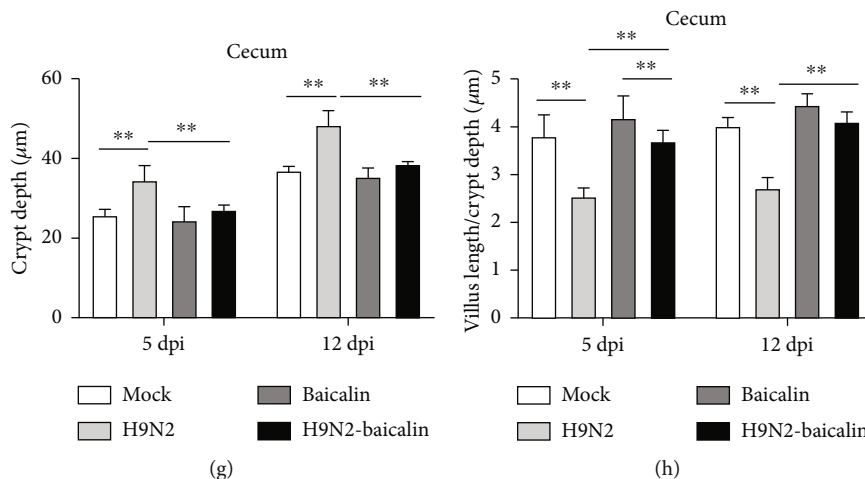 Cecum
**
**
**
**
60
40
20
0
Crypt depth (μm)
5 dpi
12 dpi
Mock
Baicalin
H9N2
H9N2-baicalin
(g)
Cecum
**
**
**
**
**
5
4
3
2
1
0
Villus length/crypt depth (μm)
5 dpi
12 dpi
Mock
Baicalin
H9N2
H9N2-baicalin
(h)